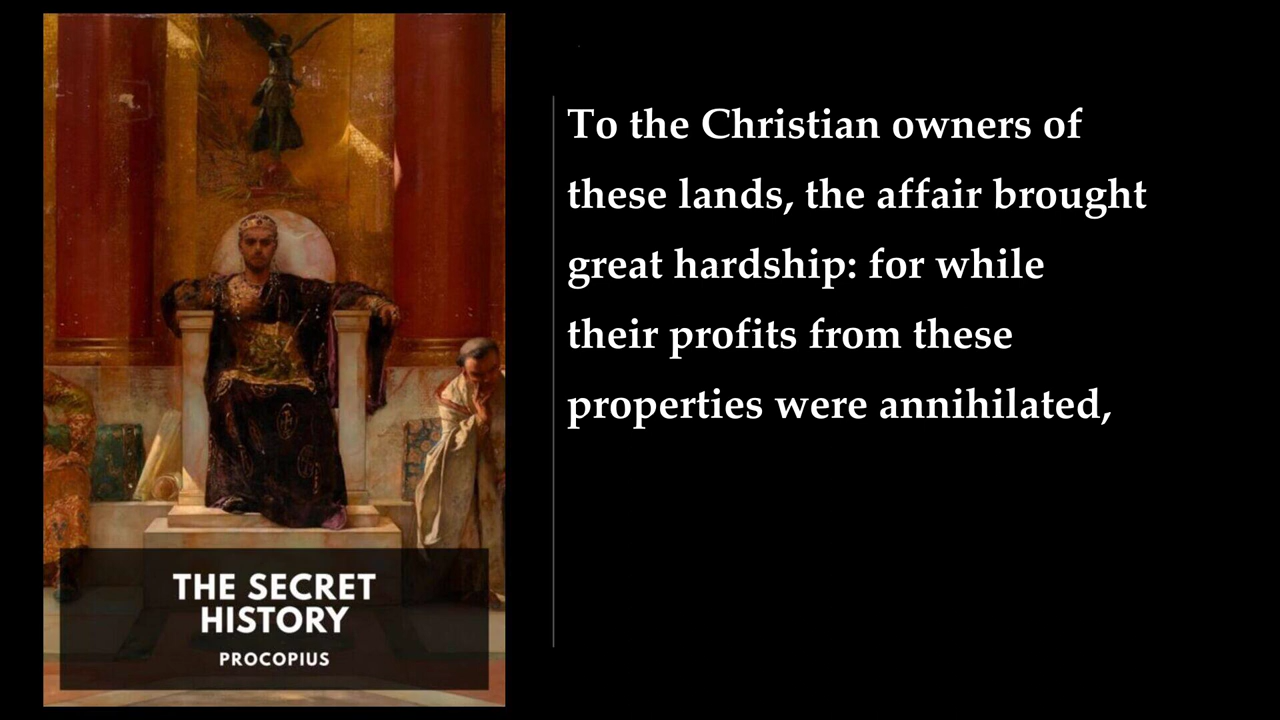 THE SECRET
HISTORY
PROCOPIUS
To the Christian owners of
these lands, the affair brought
great hardship: for while
their profits from these
properties were annihilated,